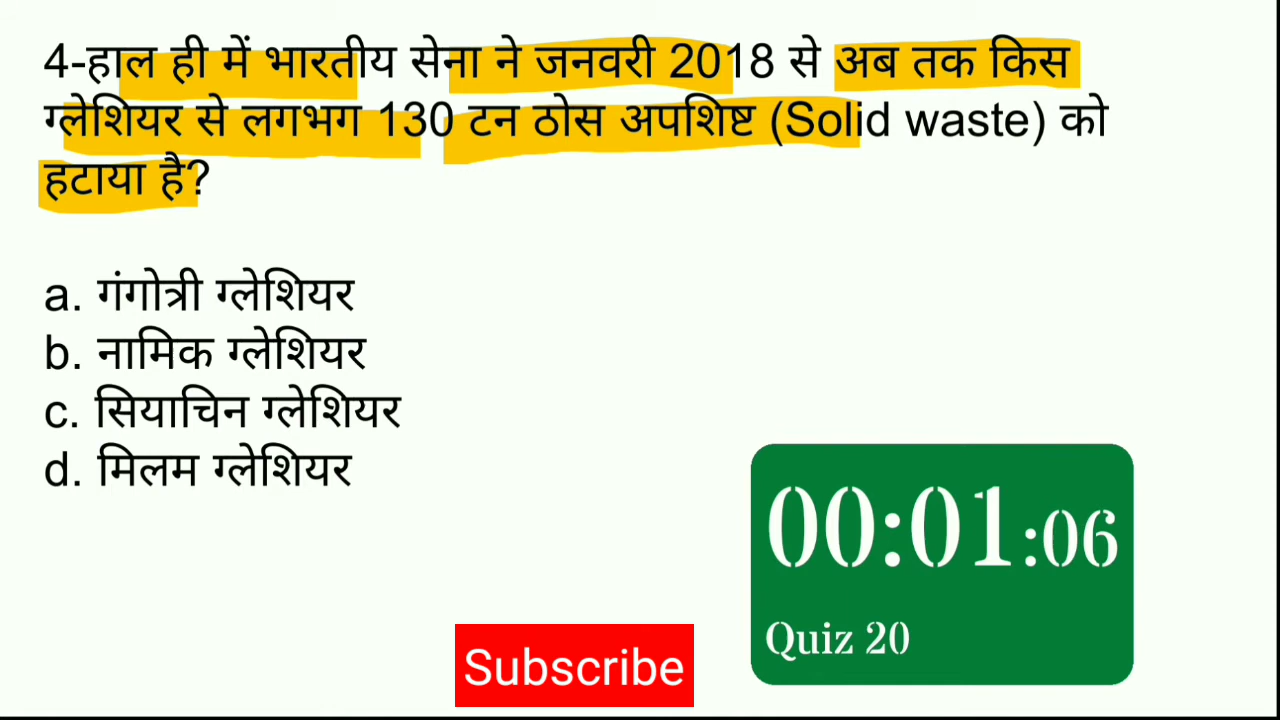 4-हाल ही में भारतीय सेना ने जनवरी 2018 से अब तक किस
ग्लेशियर से लगभग 130 टन ठोस अपशिष्ट (Solid waste) को
हटाया है?
a. गंगोत्री ग्लेशियर
b. नामिक ग्लेशियर
c. सियाचिन ग्लेशियर
d. मिलम ग्लेशियर
00:01:06
Quiz 20
Subscribe